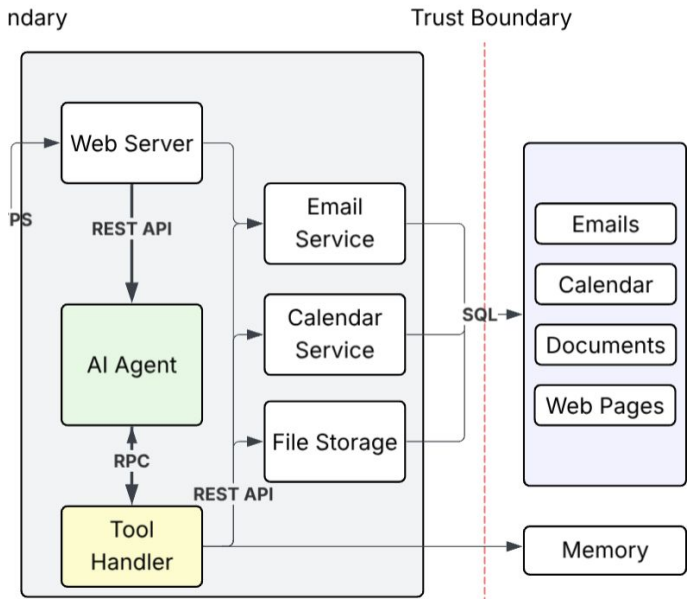 ndary
Trust Boundary
Web Server
PS
REST API
Email
Service
Emails
Calendar
SQL
Calendar
Service
Documents
AI Agent
Web Pages
File Storage
RPC
REST API
Tool
Handler
Memory